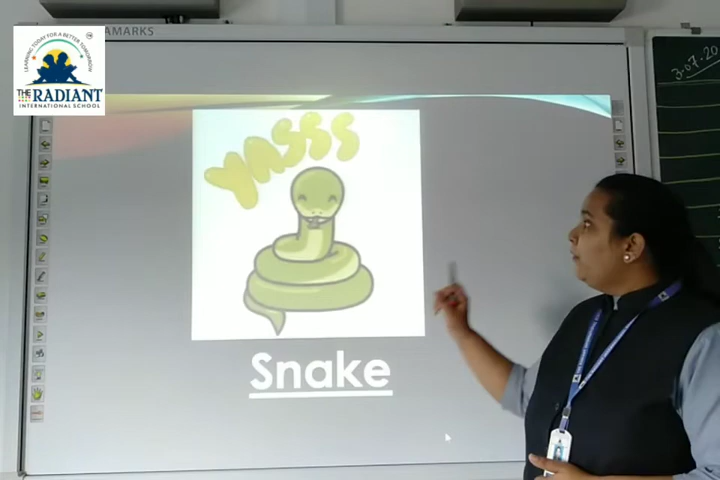 LEARNING TODAY FOR A BETTER TOMORROW
THE RADIANT
INTERNATIONAL SCHOOL
AMARKS
3.07.20
YASSS
Snake